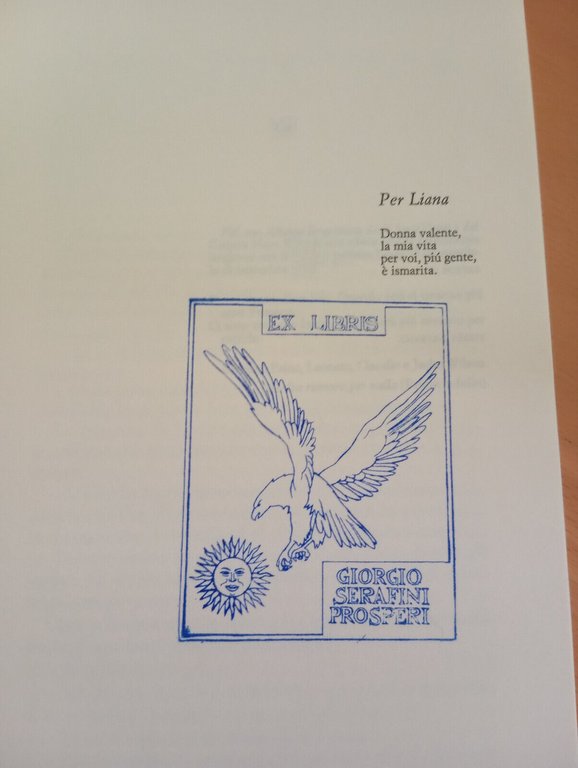 Per Liana
Donna valente,
la mia vita
per voi, piú gente,
è ismarita.
EX LIBRIS
GIORGIO
SERAFINI
PROSPERI